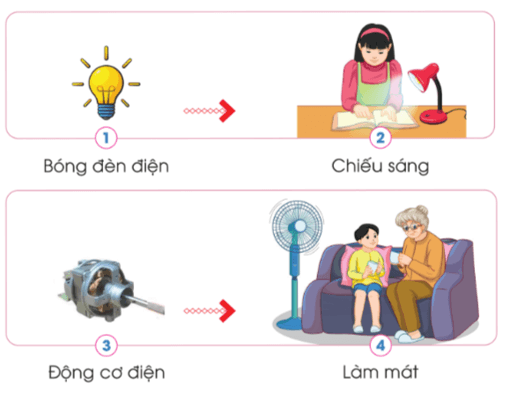 1
2
Bóng đèn điện
Chiếu sáng
3
4
Động cơ điện
Làm mát